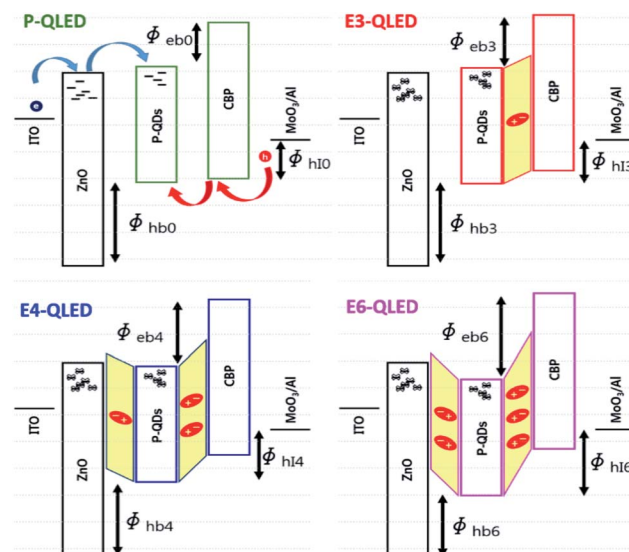 P-QLED
Φ eb0
e
ITO
ZnO
P-QDs
CBP
MoO3/Al
h
Φ hI0
Φ hb0
E3-QLED
Φ eb3
ITO
ZnO
P-QDs
CBP
MoO3/Al
Φ hI3
Φ hb3
E4-QLED
Φ eb4
ITO
ZnO
P-QDs
CBP
MoO3/Al
Φ hI4
Φ hb4
E6-QLED
Φ eb6
ITO
ZnO
P-QDs
CBP
MoO3/Al
Φ hI6
Φ hb6